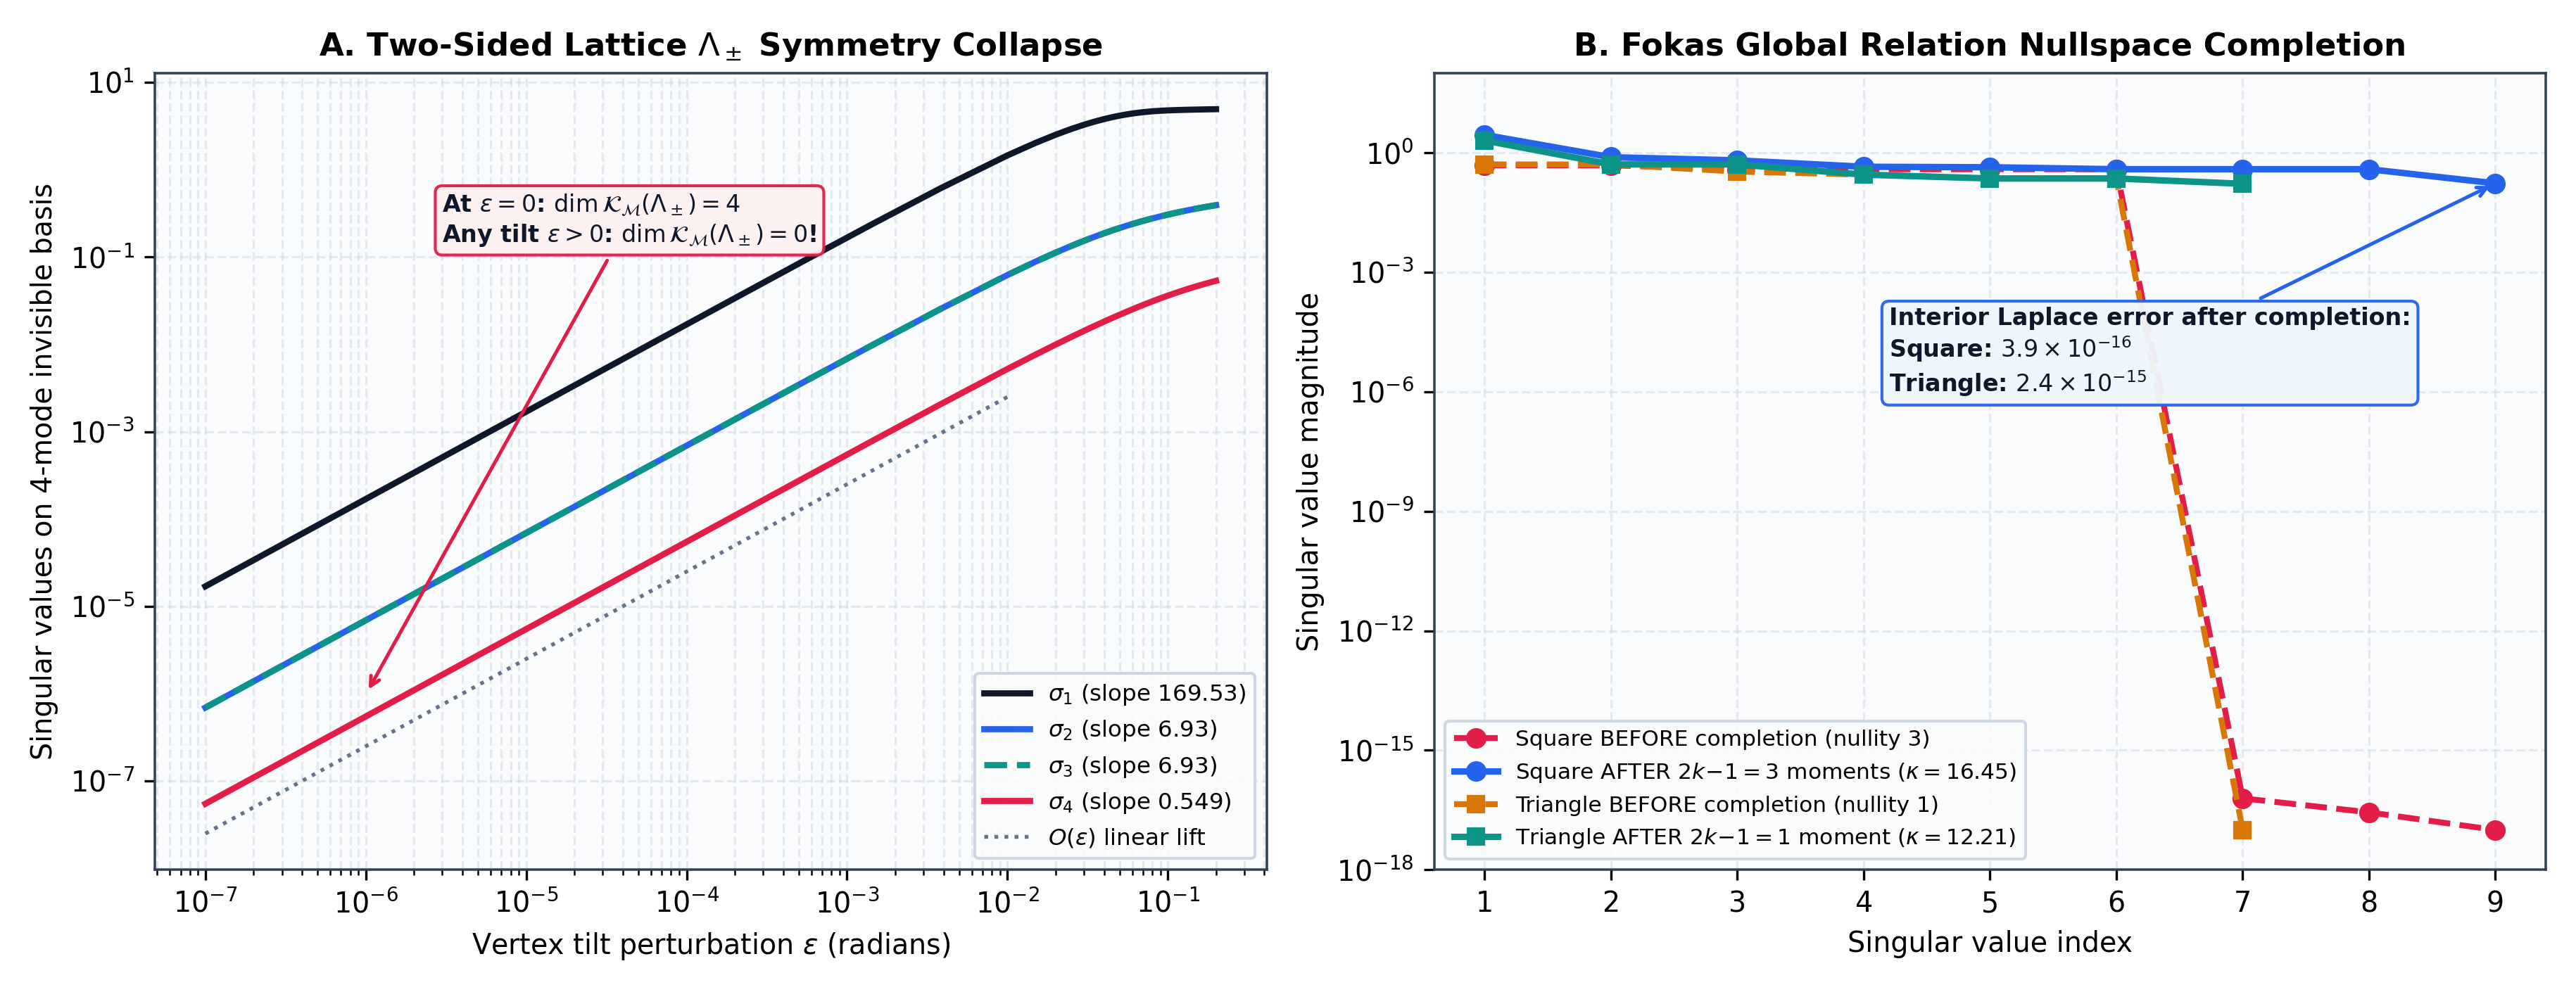 A. Two-Sided Lattice Λ± Symmetry Collapse
Singular values on 4-mode invisible basis
10¹
10⁻¹
10⁻³
10⁻⁵
10⁻⁷
At ε = 0: dim 𝒦_ℳ(Λ±) = 4
Any tilt ε > 0: dim 𝒦_ℳ(Λ±) = 0!
σ₁ (slope 169.53)
σ₂ (slope 6.93)
σ₃ (slope 6.93)
σ₄ (slope 0.549)
O(ε) linear lift
10⁻⁷ 10⁻⁶ 10⁻⁵ 10⁻⁴ 10⁻³ 10⁻² 10⁻¹
Vertex tilt perturbation ε (radians)
B. Fokas Global Relation Nullspace Completion
Singular value magnitude
10⁰
10⁻³
10⁻⁶
10⁻⁹
10⁻¹²
10⁻¹⁵
10⁻¹⁸
Interior Laplace error after completion:
Square: 3.9 × 10⁻¹⁶
Triangle: 2.4 × 10⁻¹⁵
Square BEFORE completion (nullity 3)
Square AFTER 2k−1 = 3 moments (κ = 16.45)
Triangle BEFORE completion (nullity 1)
Triangle AFTER 2k−1 = 1 moment (κ = 12.21)
1 2 3 4 5 6 7 8 9
Singular value index